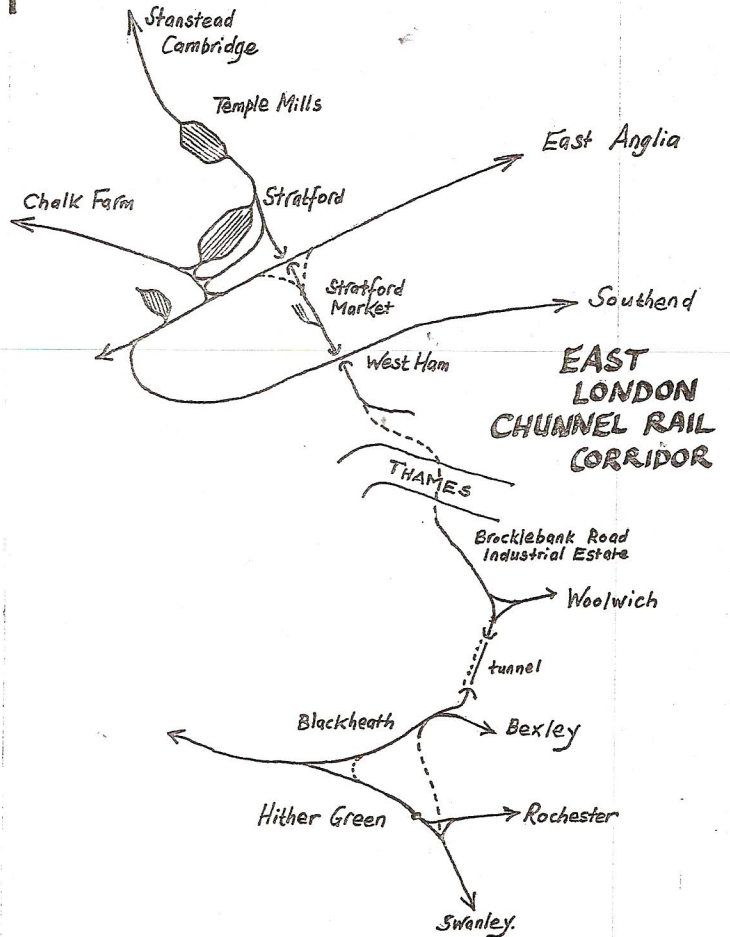 Stanstead
Cambridge
Temple Mills
East Anglia
Chalk Farm
Stratford
Stratford
Market
Southend
West Ham
EAST
LONDON
CHUNNEL RAIL
CORRIDOR
THAMES
Brocklebank Road
Industrial Estate
Woolwich
tunnel
Blackheath
Bexley
Hither Green
Rochester
Swanley.